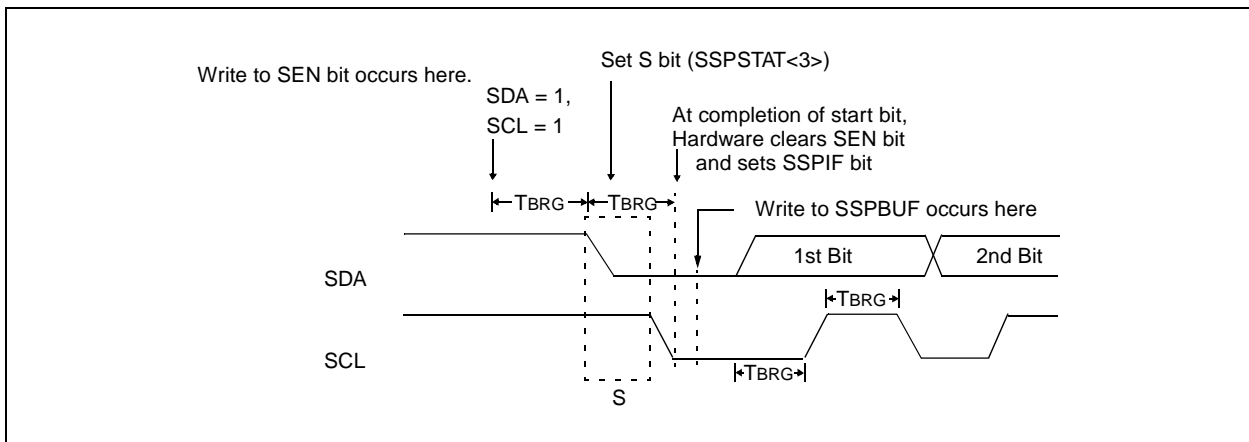 Write to SEN bit occurs here.
Set S bit (SSPSTAT<3>)
SDA = 1,
SCL = 1
At completion of start bit,
Hardware clears SEN bit
and sets SSPIF bit
TBRG
TBRG
Write to SSPBUF occurs here
SDA
1st Bit
2nd Bit
TBRG
SCL
TBRG
S